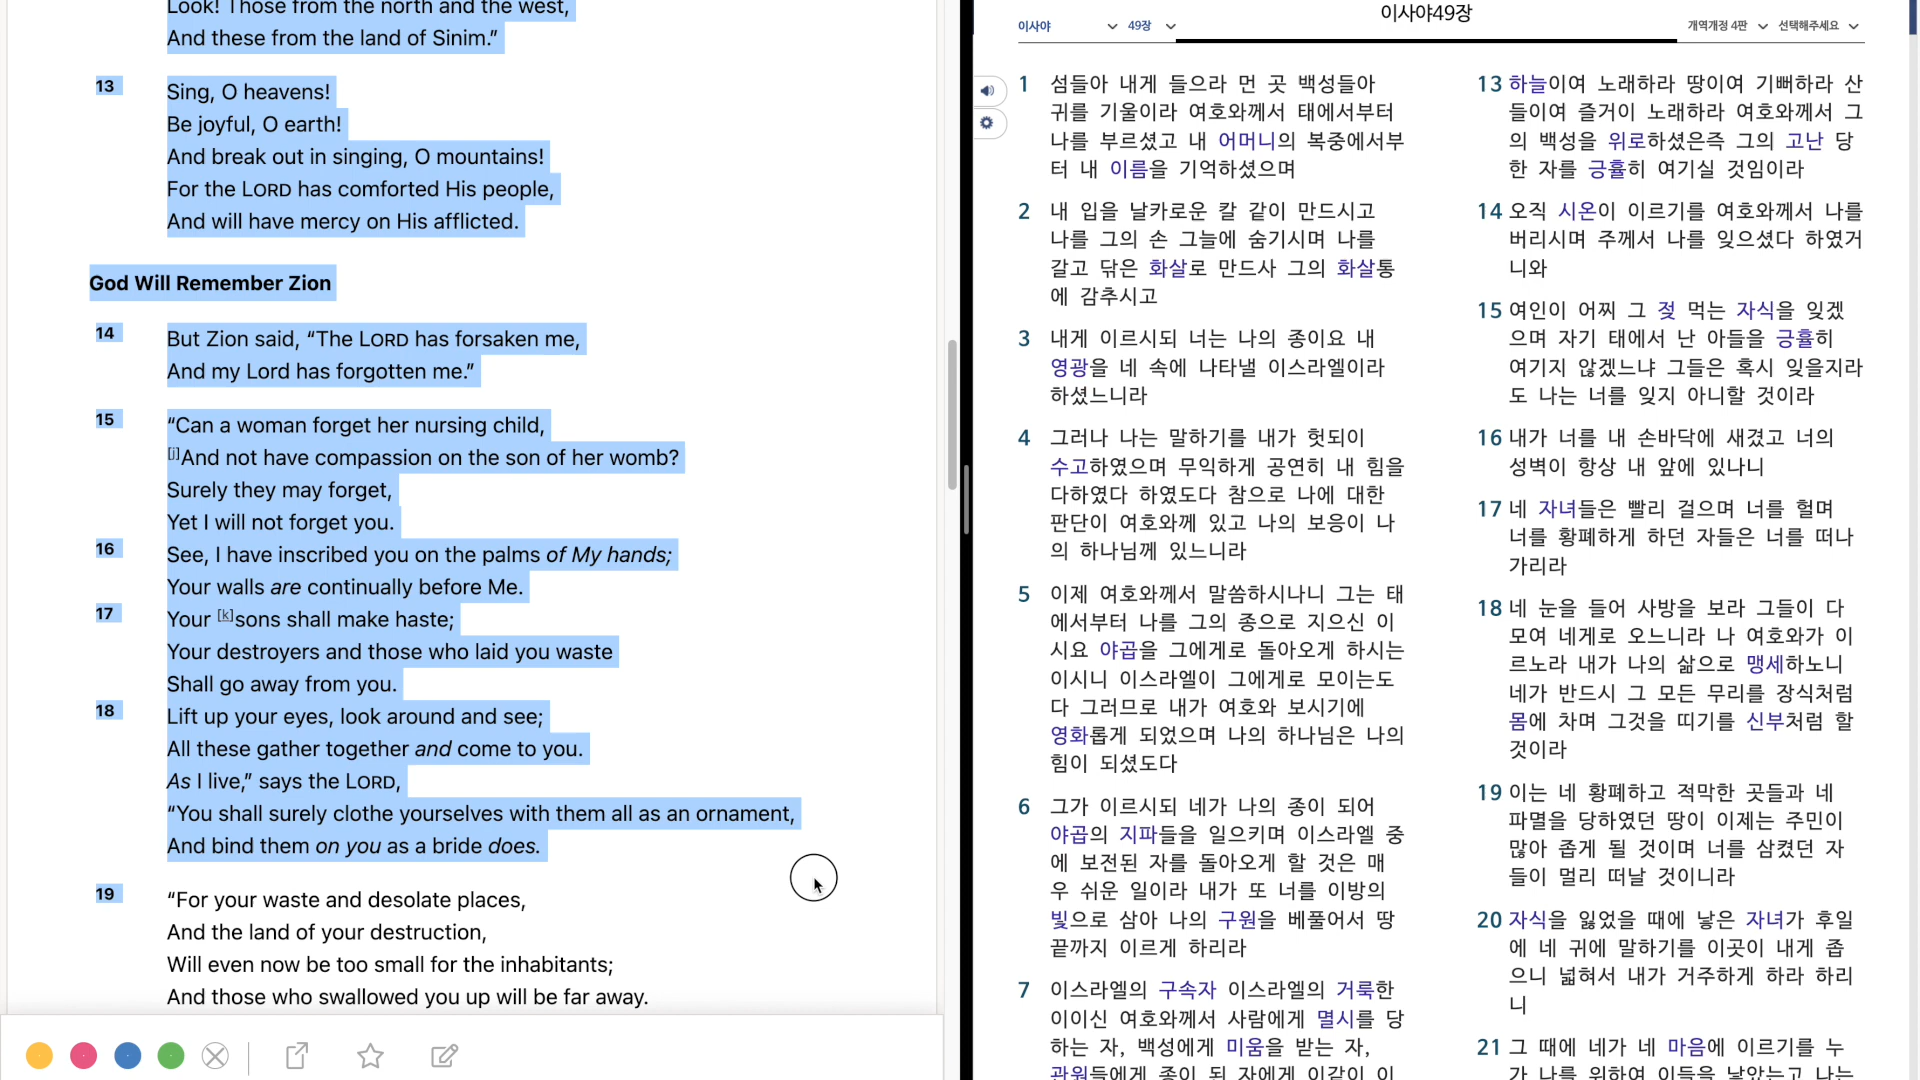 Look! Those from the north and the west,
And these from the land of Sinim.”
13 Sing, O heavens!
Be joyful, O earth!
And break out in singing, O mountains!
For the LORD has comforted His people,
And will have mercy on His afflicted.
God Will Remember Zion
14 But Zion said, “The LORD has forsaken me,
And my Lord has forgotten me.”
15 “Can a woman forget her nursing child,
[j]And not have compassion on the son of her womb?
Surely they may forget,
Yet I will not forget you.
16 See, I have inscribed you on the palms of My hands;
Your walls are continually before Me.
17 Your [k]sons shall make haste;
Your destroyers and those who laid you waste
Shall go away from you.
18 Lift up your eyes, look around and see;
All these gather together and come to you.
As I live,” says the LORD,
“You shall surely clothe yourselves with them all as an ornament,
And bind them on you as a bride does.
19 “For your waste and desolate places,
And the land of your destruction,
Will even now be too small for the inhabitants;
And those who swallowed you up will be far away.
이사야 49장
이사야49장
개역개정 4판 선택해주세요
1 섬들아 내게 들으라 먼 곳 백성들아
귀를 기울이라 여호와께서 태에서부터
나를 부르셨고 내 어머니의 복중에서부
터 내 이름을 기억하셨으며
2 내 입을 날카로운 칼 같이 만드시고
나를 그의 손 그늘에 숨기시며 나를
갈고 닦은 화살로 만드사 그의 화살통
에 감추시고
3 내게 이르시되 너는 나의 종이요 내
영광을 네 속에 나타낼 이스라엘이라
하셨느니라
4 그러나 나는 말하기를 내가 헛되이
수고하였으며 무익하게 공연히 내 힘을
다하였다 하였도다 참으로 나에 대한
판단이 여호와께 있고 나의 보응이 나
의 하나님께 있느니라
5 이제 여호와께서 말씀하시나니 그는 태
에서부터 나를 그의 종으로 지으신 이
시요 야곱을 그에게로 돌아오게 하시는
이시니 이스라엘이 그에게로 모이는도
다 그러므로 내가 여호와 보시기에
영화롭게 되었으며 나의 하나님은 나의
힘이 되셨도다
6 그가 이르시되 네가 나의 종이 되어
야곱의 지파들을 일으키며 이스라엘 중
에 보전된 자를 돌아오게 할 것은 매
우 쉬운 일이라 내가 또 너를 이방의
빛으로 삼아 나의 구원을 베풀어서 땅
끝까지 이르게 하리라
7 이스라엘의 구속자 이스라엘의 거룩한
이이신 여호와께서 사람에게 멸시를 당
하는 자, 백성에게 미움을 받는 자,
관원들에게 종이 된 자에게 이같이 이
13 하늘이여 노래하라 땅이여 기뻐하라 산
들이여 즐거이 노래하라 여호와께서 그
의 백성을 위로하셨은즉 그의 고난 당
한 자를 긍휼히 여기실 것임이라
14 오직 시온이 이르기를 여호와께서 나를
버리시며 주께서 나를 잊으셨다 하였거
니와
15 여인이 어찌 그 젖 먹는 자식을 잊겠
으며 자기 태에서 난 아들을 긍휼히
여기지 않겠느냐 그들은 혹시 잊을지라
도 나는 너를 잊지 아니할 것이라
16 내가 너를 내 손바닥에 새겼고 너의
성벽이 항상 내 앞에 있나니
17 네 자녀들은 빨리 걸으며 너를 헐며
너를 황폐하게 하던 자들은 너를 떠나
가리라
18 네 눈을 들어 사방을 보라 그들이 다
모여 네게로 오느니라 나 여호와가 이
르노라 내가 나의 삶으로 맹세하노니
네가 반드시 그 모든 무리를 장식처럼
몸에 차며 그것을 띠기를 신부처럼 할
것이라
19 이는 네 황폐하고 적막한 곳들과 네
파멸을 당하였던 땅이 이제는 주민이
많아 좁게 될 것이며 너를 삼켰던 자
들이 멀리 떠날 것이니라
20 자식을 잃었을 때에 낳은 자녀가 후일
에 네 귀에 말하기를 이곳이 내게 좁
으니 넓혀서 내가 거주하게 하라 하리
니
21 그 때에 네가 네 마음에 이르기를 누
가 나를 위하여 이들을 낳았는고 나는